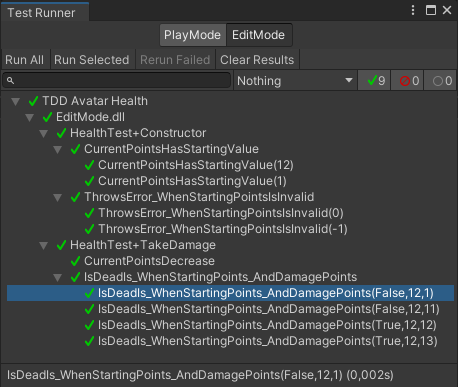 Test Runner
PlayMode EditMode
Run All Run Selected Rerun Failed Clear Results
Nothing 9 0 0
TDD Avatar Health
EditMode.dll
HealthTest+Constructor
CurrentPointsHasStartingValue
CurrentPointsHasStartingValue(12)
CurrentPointsHasStartingValue(1)
ThrowsError_WhenStartingPointsIsInvalid
ThrowsError_WhenStartingPointsIsInvalid(0)
ThrowsError_WhenStartingPointsIsInvalid(-1)
HealthTest+TakeDamage
CurrentPointsDecrease
IsDeadIs_WhenStartingPoints_AndDamagePoints
IsDeadIs_WhenStartingPoints_AndDamagePoints(False,12,1)
IsDeadIs_WhenStartingPoints_AndDamagePoints(False,12,11)
IsDeadIs_WhenStartingPoints_AndDamagePoints(True,12,12)
IsDeadIs_WhenStartingPoints_AndDamagePoints(True,12,13)
IsDeadIs_WhenStartingPoints_AndDamagePoints(False,12,1) (0,002s)